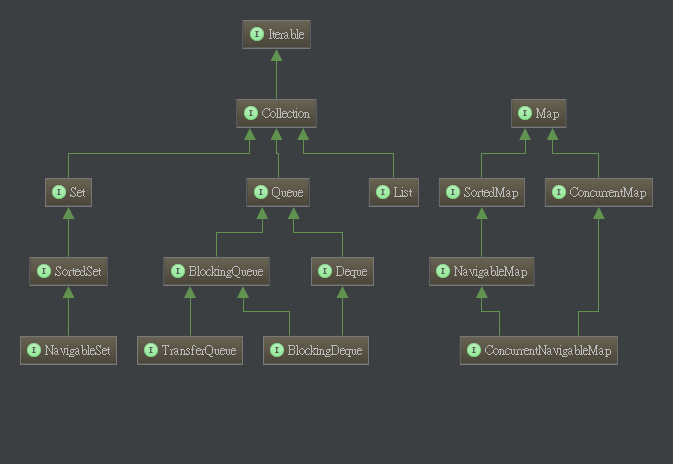 I Iterable
I Collection
I Map
I Set
I Queue
I List
I SortedMap
I ConcurrentMap
I SortedSet
I BlockingQueue
I Deque
I NavigableMap
I NavigableSet
I TransferQueue
I BlockingDeque
I ConcurrentNavigableMap